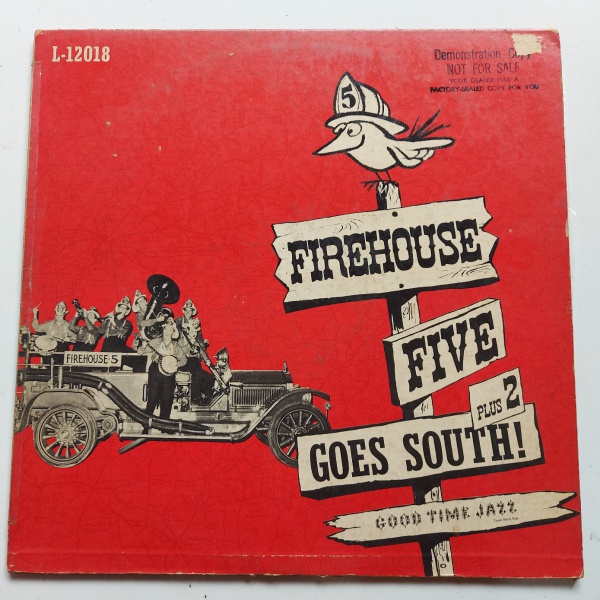 L-12018
Demonstration Copy
NOT FOR SALE
YOUR DEALER HAS A
FACTORY-SEALED COPY FOR YOU
5
FIREHOUSE
FIVE
PLUS 2
GOES SOUTH!
GOOD TIME JAZZ
FIREHOUSE-5